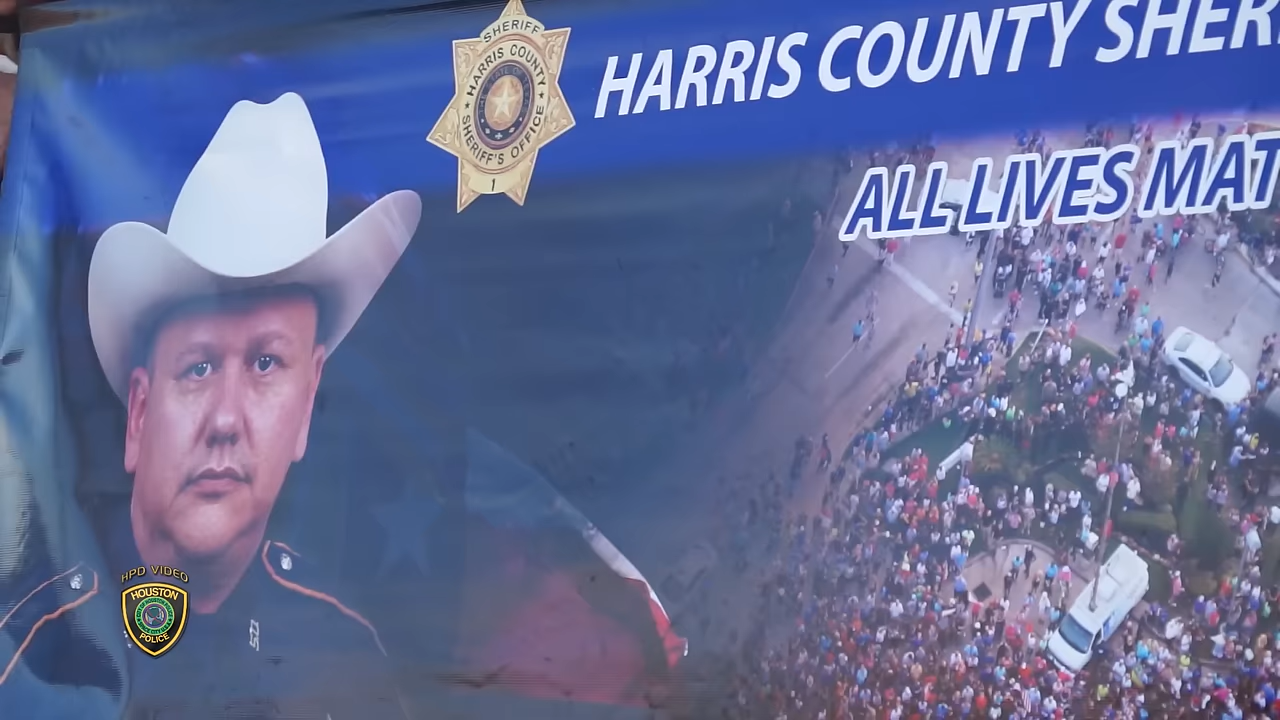 SHERIFF
HARRIS COUNTY
SHERIFF'S OFFICE
1
HARRIS COUNTY SHER
ALL LIVES MAT
HPD VIDEO
HOUSTON
POLICE